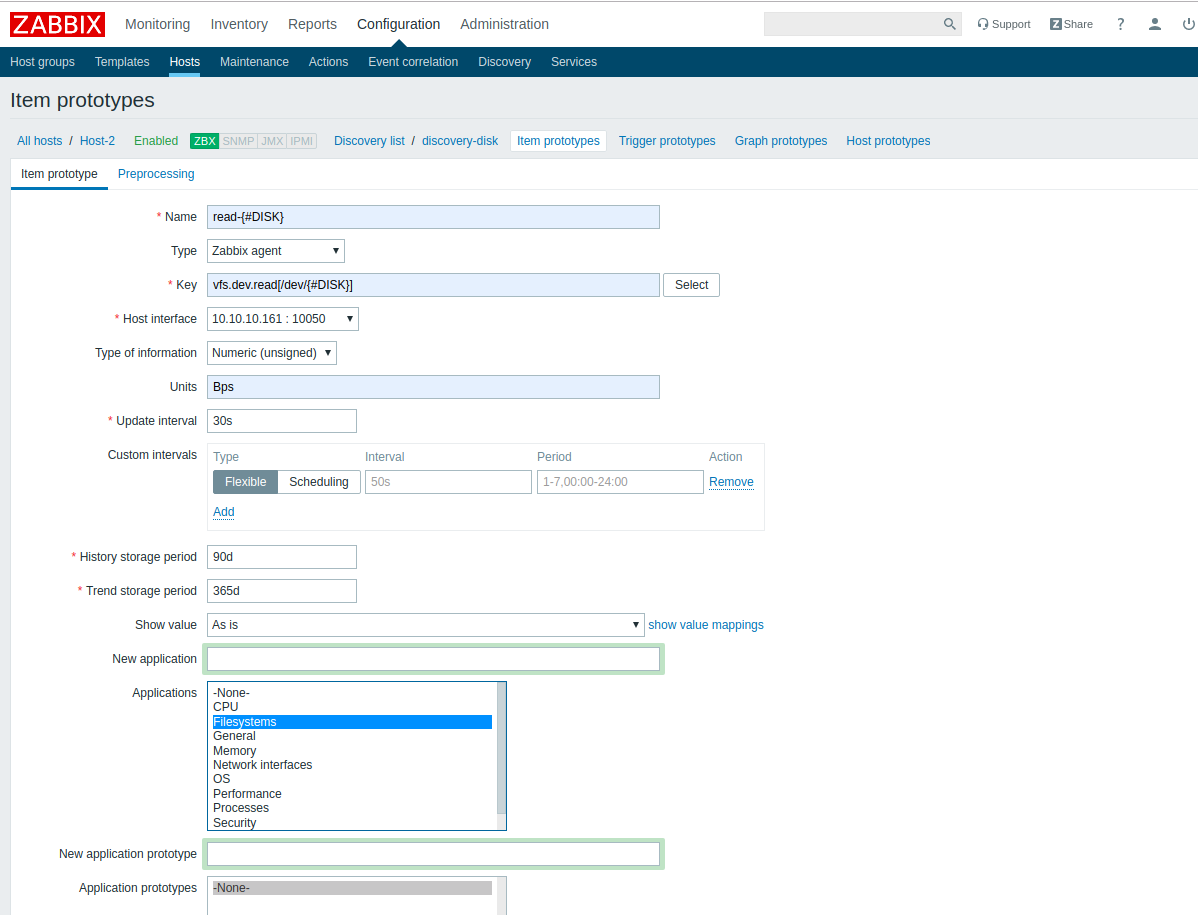 ZABBIX Monitoring Inventory Reports Configuration Administration Support Z Share ?
Host groups Templates Hosts Maintenance Actions Event correlation Discovery Services
Item prototypes
All hosts / Host-2 Enabled ZBX SNMP JMX IPMI Discovery list / discovery-disk Item prototypes Trigger prototypes Graph prototypes Host prototypes
Item prototype Preprocessing
* Name read-{#DISK}
Type Zabbix agent
* Key vfs.dev.read[/dev/{#DISK}] Select
* Host interface 10.10.10.161 : 10050
Type of information Numeric (unsigned)
Units Bps
* Update interval 30s
Custom intervals Type Interval Period Action
Flexible Scheduling 50s 1-7,00:00-24:00 Remove
Add
* History storage period 90d
* Trend storage period 365d
Show value As is show value mappings
New application
Applications -None-
CPU
Filesystems
General
Memory
Network interfaces
OS
Performance
Processes
Security
New application prototype
Application prototypes -None-